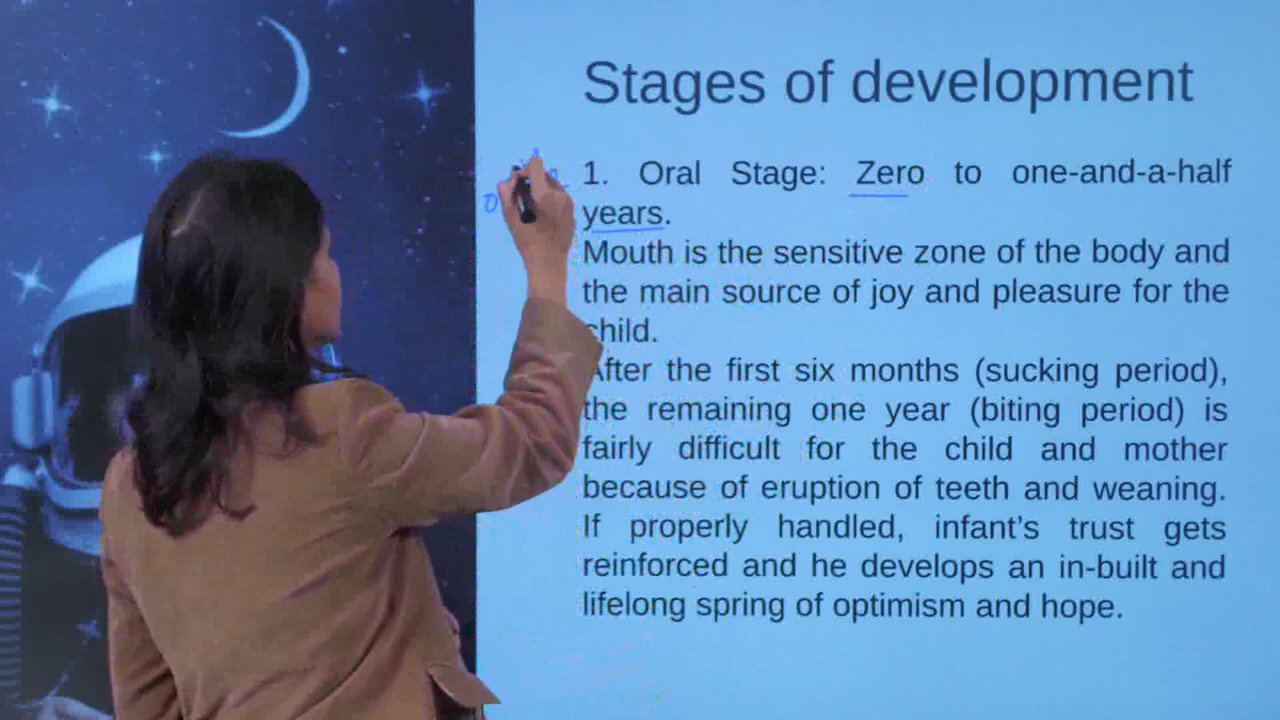 Stages of development
1. Oral Stage: Zero to one-and-a-half
years.
Mouth is the sensitive zone of the body and
the main source of joy and pleasure for the
child.
After the first six months (sucking period),
the remaining one year (biting period) is
fairly difficult for the child and mother
because of eruption of teeth and weaning.
If properly handled, infant's trust gets
reinforced and he develops an in-built and
lifelong spring of optimism and hope.